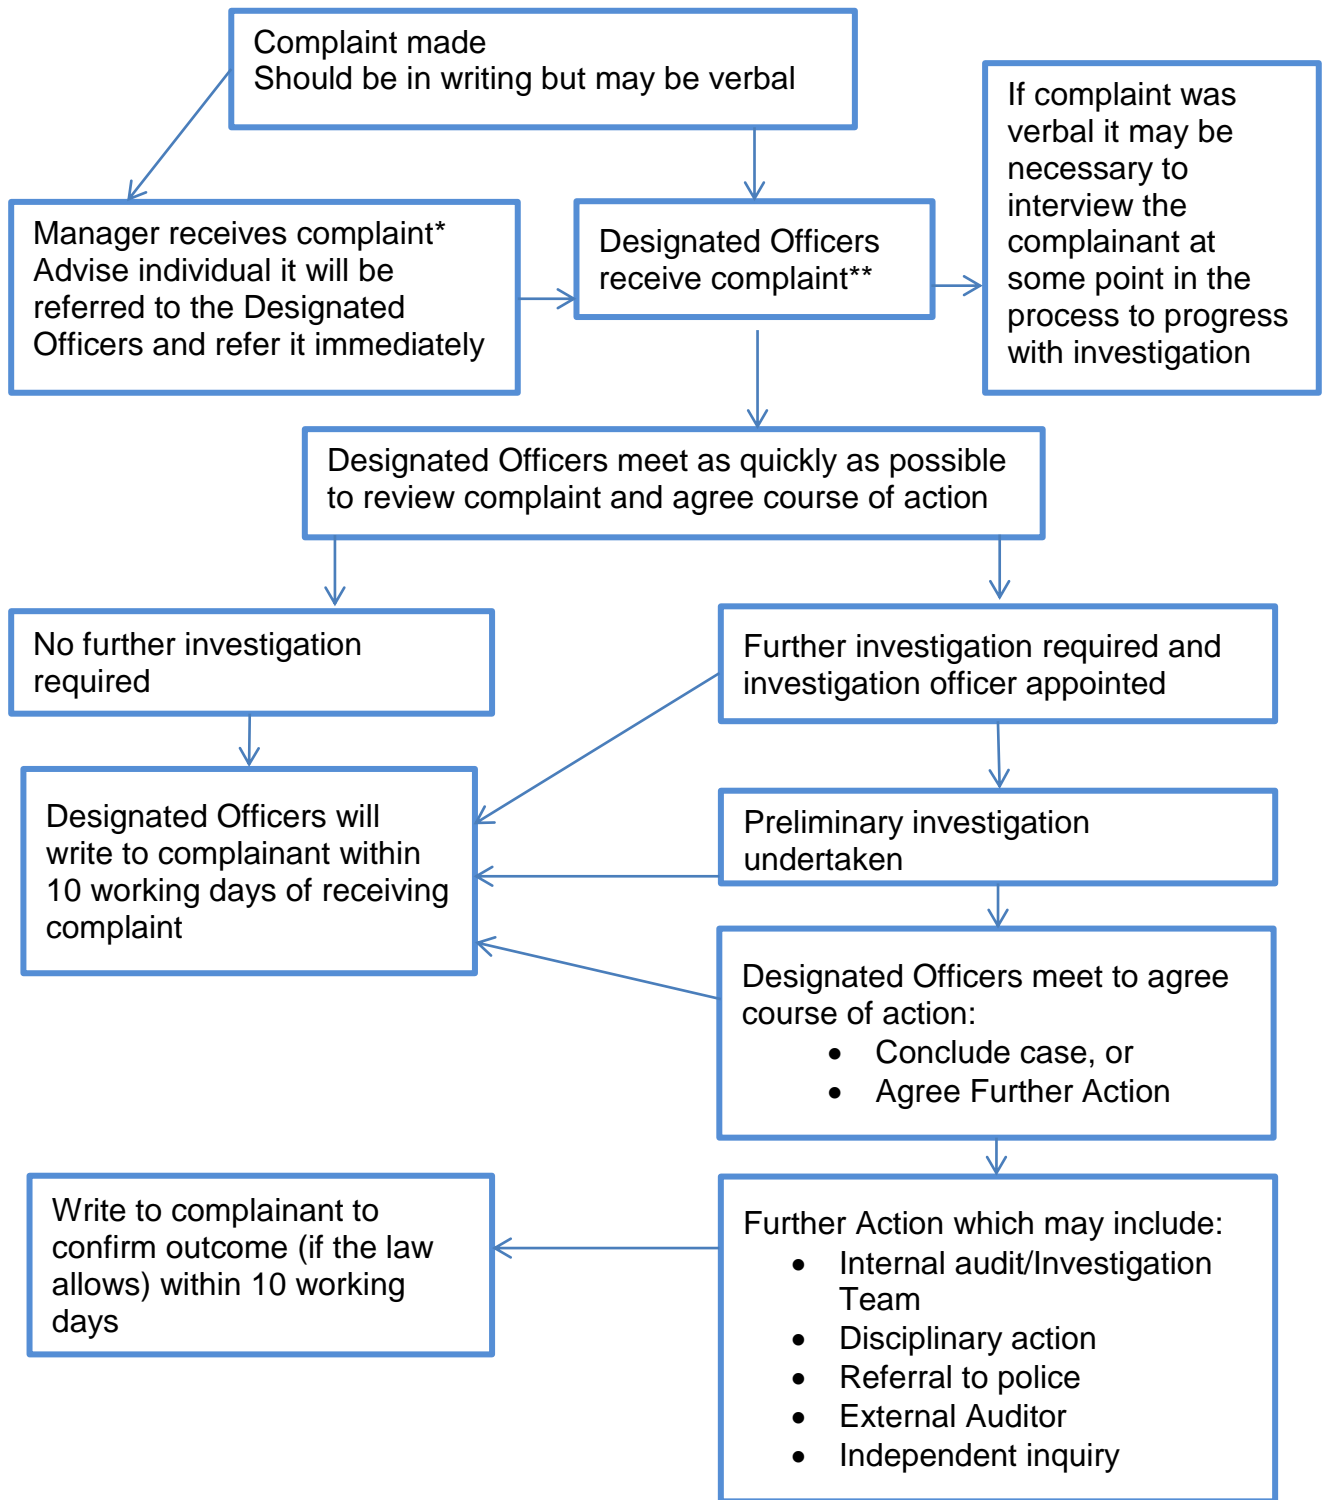 Complaint made
Should be in writing but may be verbal
If complaint was
verbal it may be
necessary to
interview the
complainant at
some point in the
process to progress
with investigation
Manager receives complaint*
Advise individual it will be
referred to the Designated
Officers and refer it immediately
Designated Officers
receive complaint**
Designated Officers meet as quickly as possible
to review complaint and agree course of action
No further investigation
required
Further investigation required and
investigation officer appointed
Designated Officers will
write to complainant within
10 working days of receiving
complaint
Preliminary investigation
undertaken
Designated Officers meet to agree
course of action:
• Conclude case, or
• Agree Further Action
Write to complainant to
confirm outcome (if the law
allows) within 10 working
days
Further Action which may include:
• Internal audit/Investigation
Team
• Disciplinary action
• Referral to police
• External Auditor
• Independent inquiry